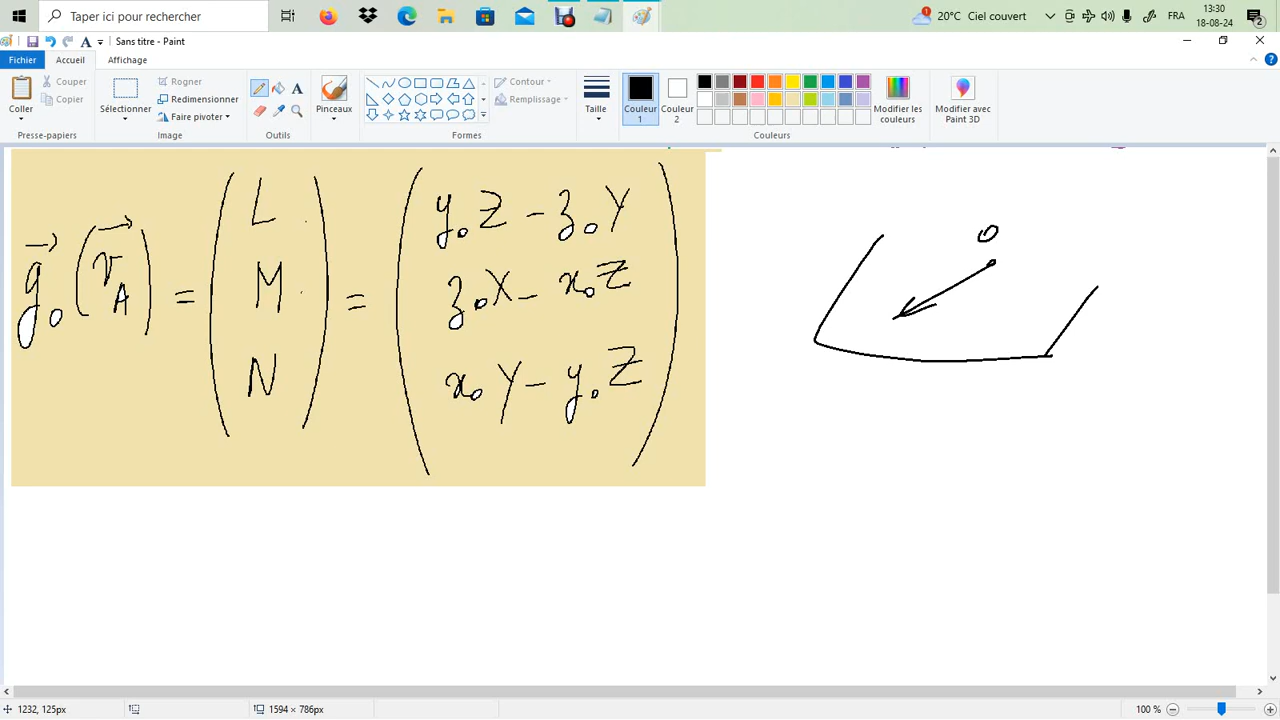 Taper ici pour rechercher
20°C Ciel couvert
FRA
13:30
18-08-24
2
Sans titre - Paint
Fichier
Accueil
Affichage
Coller
Couper
Copier
Presse-papiers
Sélectionner
Rogner
Redimensionner
Faire pivoter
Image
A
Outils
Pinceaux
Contour
Remplissage
Formes
Taille
Couleur 1
Couleur 2
Modifier les couleurs
Couleurs
Modifier avec Paint 3D
g₀ (v_A) = ( L M N ) =
y₀Z - z₀Y
z₀X - x₀Z
x₀Y - y₀Z
O
1232, 125px
1594 × 786px
100 %